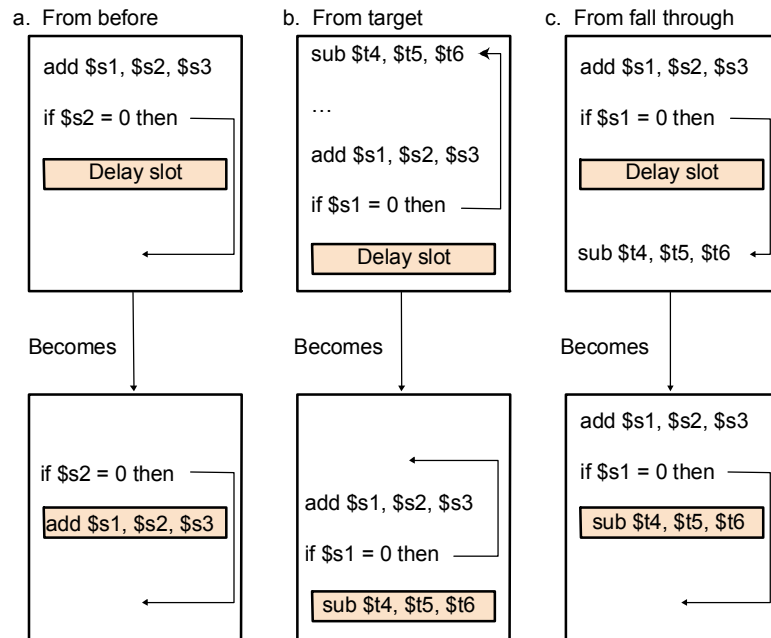 a. From before
add $s1, $s2, $s3
if $s2 = 0 then
Delay slot
Becomes
if $s2 = 0 then
add $s1, $s2, $s3
b. From target
sub $t4, $t5, $t6
…
add $s1, $s2, $s3
if $s1 = 0 then
Delay slot
Becomes
add $s1, $s2, $s3
if $s1 = 0 then
sub $t4, $t5, $t6
c. From fall through
add $s1, $s2, $s3
if $s1 = 0 then
Delay slot
sub $t4, $t5, $t6
Becomes
add $s1, $s2, $s3
if $s1 = 0 then
sub $t4, $t5, $t6